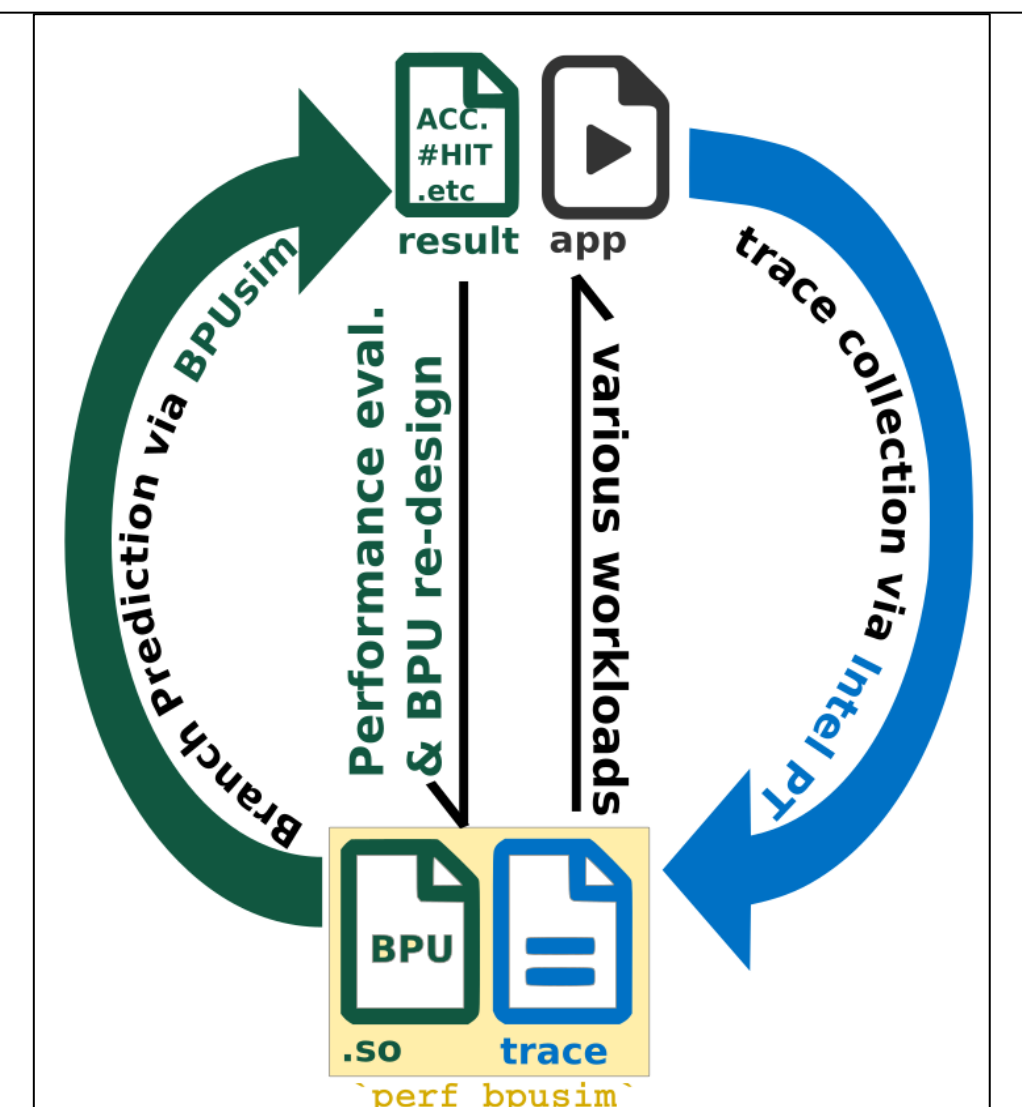 ACC.
#HIT
.etc
result
app
Branch Prediction via BPUsim
Performance eval.
& BPU re-design
various workloads
trace collection via Intel PT
BPU
.so
trace
`perf bpusim`